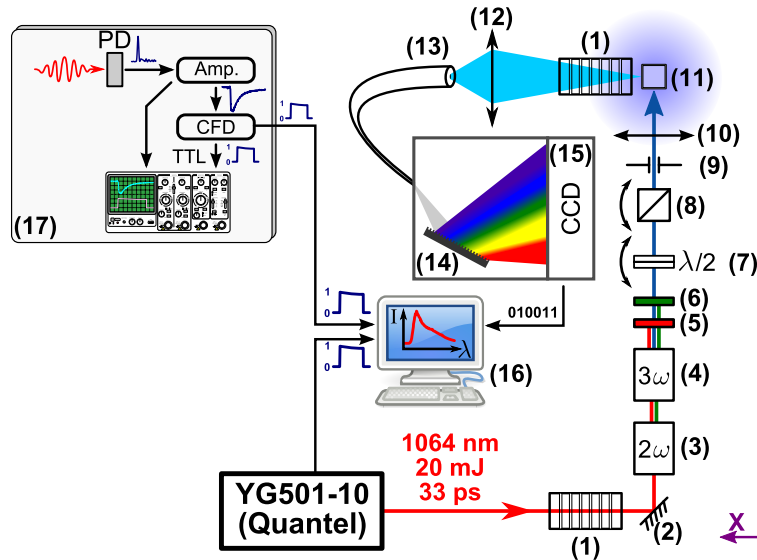 PD
Amp.
1
0
CFD
TTL
1
0
(17)
(12)
(13)
(1)
(11)
(10)
(9)
(8)
λ/2
(7)
(6)
(5)
3ω
(4)
2ω
(3)
(2)
X
(15)
CCD
(14)
010011
1
0
1
0
I
λ
(16)
1064 nm
20 mJ
33 ps
YG501-10
(Quantel)
(1)